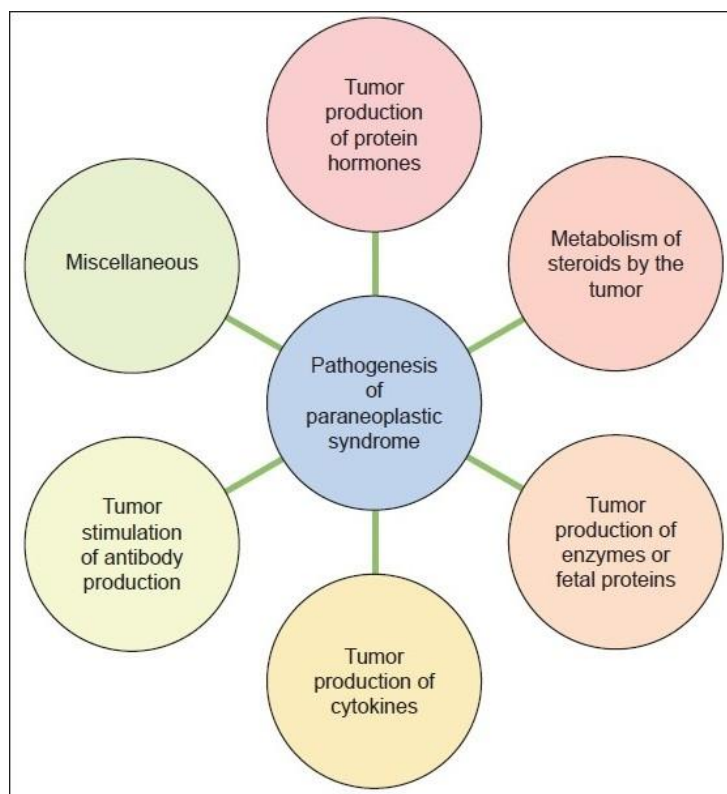 Tumor
production
of protein
hormones
Metabolism of
steroids by the
tumor
Tumor
production of
enzymes or
fetal proteins
Tumor
production of
cytokines
Tumor
stimulation
of antibody
production
Miscellaneous
Pathogenesis
of
paraneoplastic
syndrome